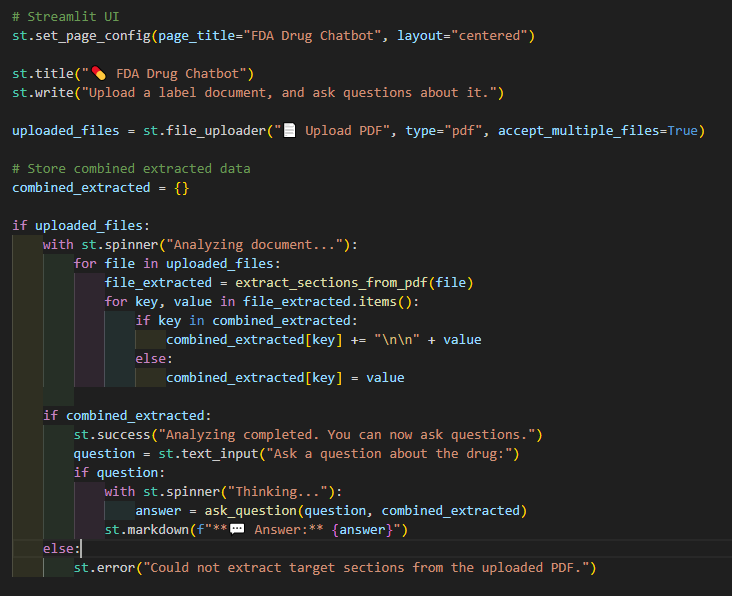 # Streamlit UI
st.set_page_config(page_title="FDA Drug Chatbot", layout="centered")
st.title("💊 FDA Drug Chatbot")
st.write("Upload a label document, and ask questions about it.")
uploaded_files = st.file_uploader("📄 Upload PDF", type="pdf", accept_multiple_files=True)
# Store combined extracted data
combined_extracted = {}
if uploaded_files:
    with st.spinner("Analyzing document..."):
        for file in uploaded_files:
            file_extracted = extract_sections_from_pdf(file)
            for key, value in file_extracted.items():
                if key in combined_extracted:
                    combined_extracted[key] += "\n\n" + value
                else:
                    combined_extracted[key] = value
    if combined_extracted:
        st.success("Analyzing completed. You can now ask questions.")
        question = st.text_input("Ask a question about the drug:")
        if question:
            with st.spinner("Thinking..."):
                answer = ask_question(question, combined_extracted)
            st.markdown(f"**💬 Answer:** {answer}")
    else:
        st.error("Could not extract target sections from the uploaded PDF.")